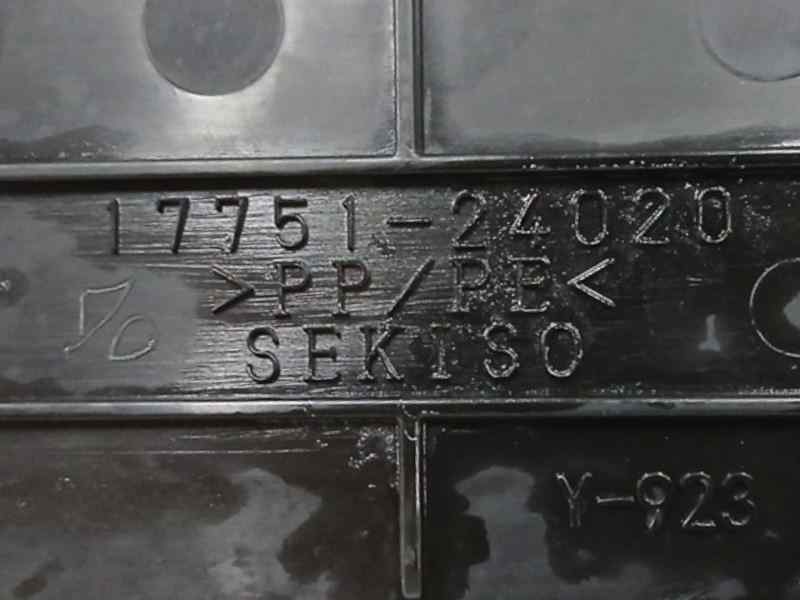 17751-24020
>PP/PE<
SEKISO
Y-923